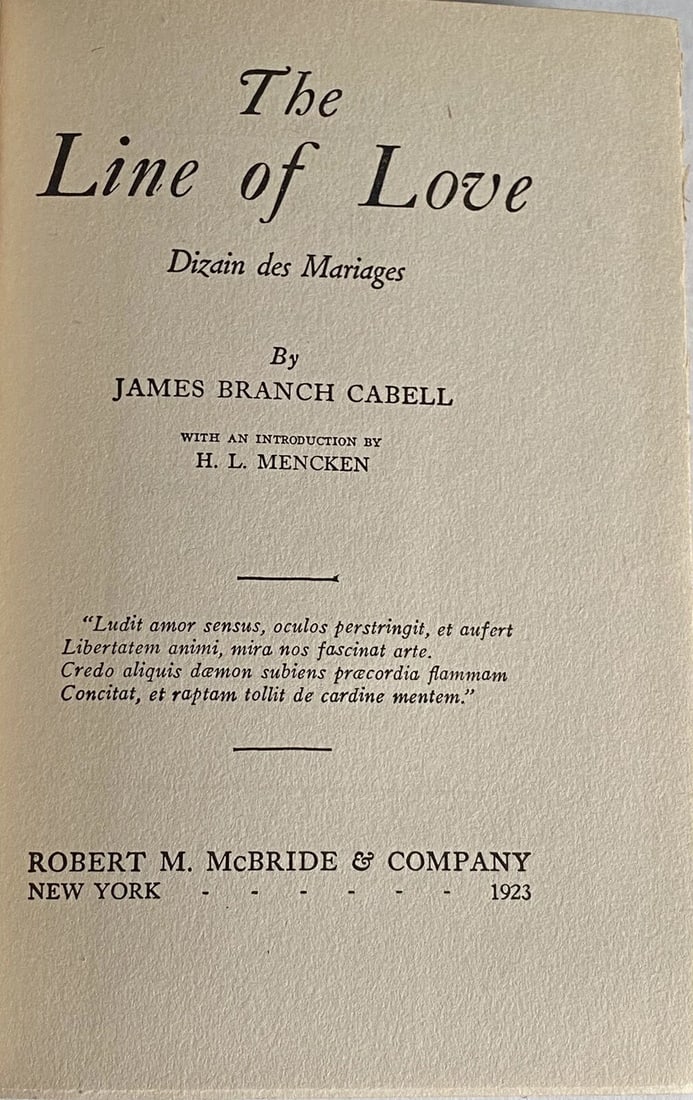 The
Line of Love
Dizain des Mariages
By
JAMES BRANCH CABELL
WITH AN INTRODUCTION BY
H. L. MENCKEN
“Ludit amor sensus, oculos perstringit, et aufert
Libertatem animi, mira nos fascinat arte.
Credo aliquis dæmon subiens præcordia flammam
Concitat, et raptam tollit de cardine mentem.”
ROBERT M. McBRIDE & COMPANY
NEW YORK - - - - - - 1923